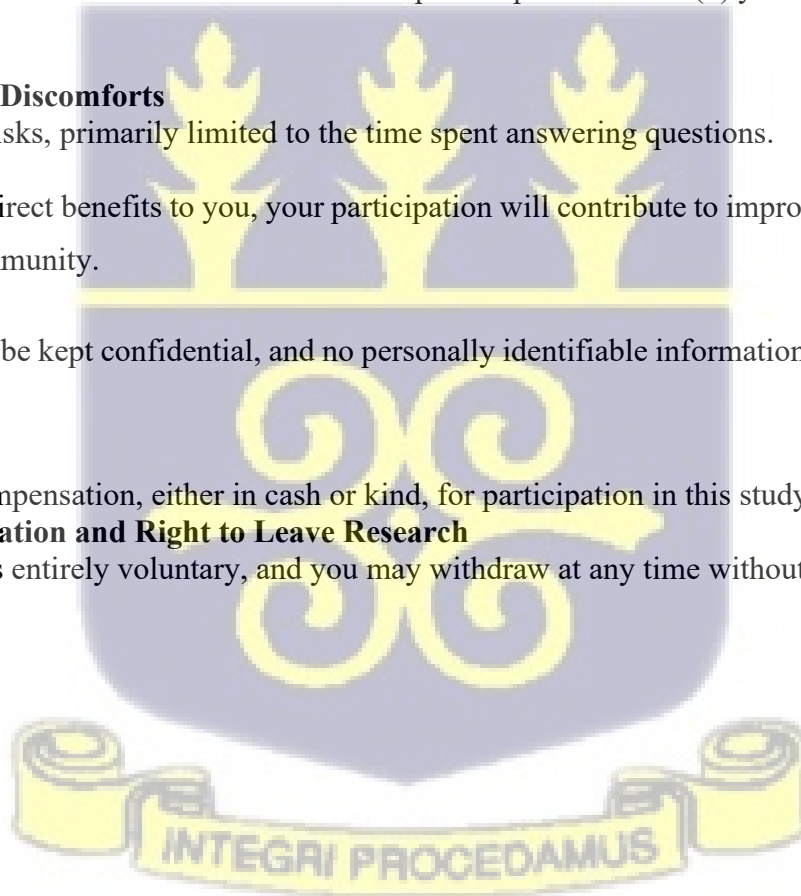 Discomforts
isks, primarily limited to the time spent answering questions.
irect benefits to you, your participation will contribute to impro
munity.
be kept confidential, and no personally identifiable information
mpensation, either in cash or kind, for participation in this study
ation and Right to Leave Research
s entirely voluntary, and you may withdraw at any time without
INTEGRI PROCEDAMUS